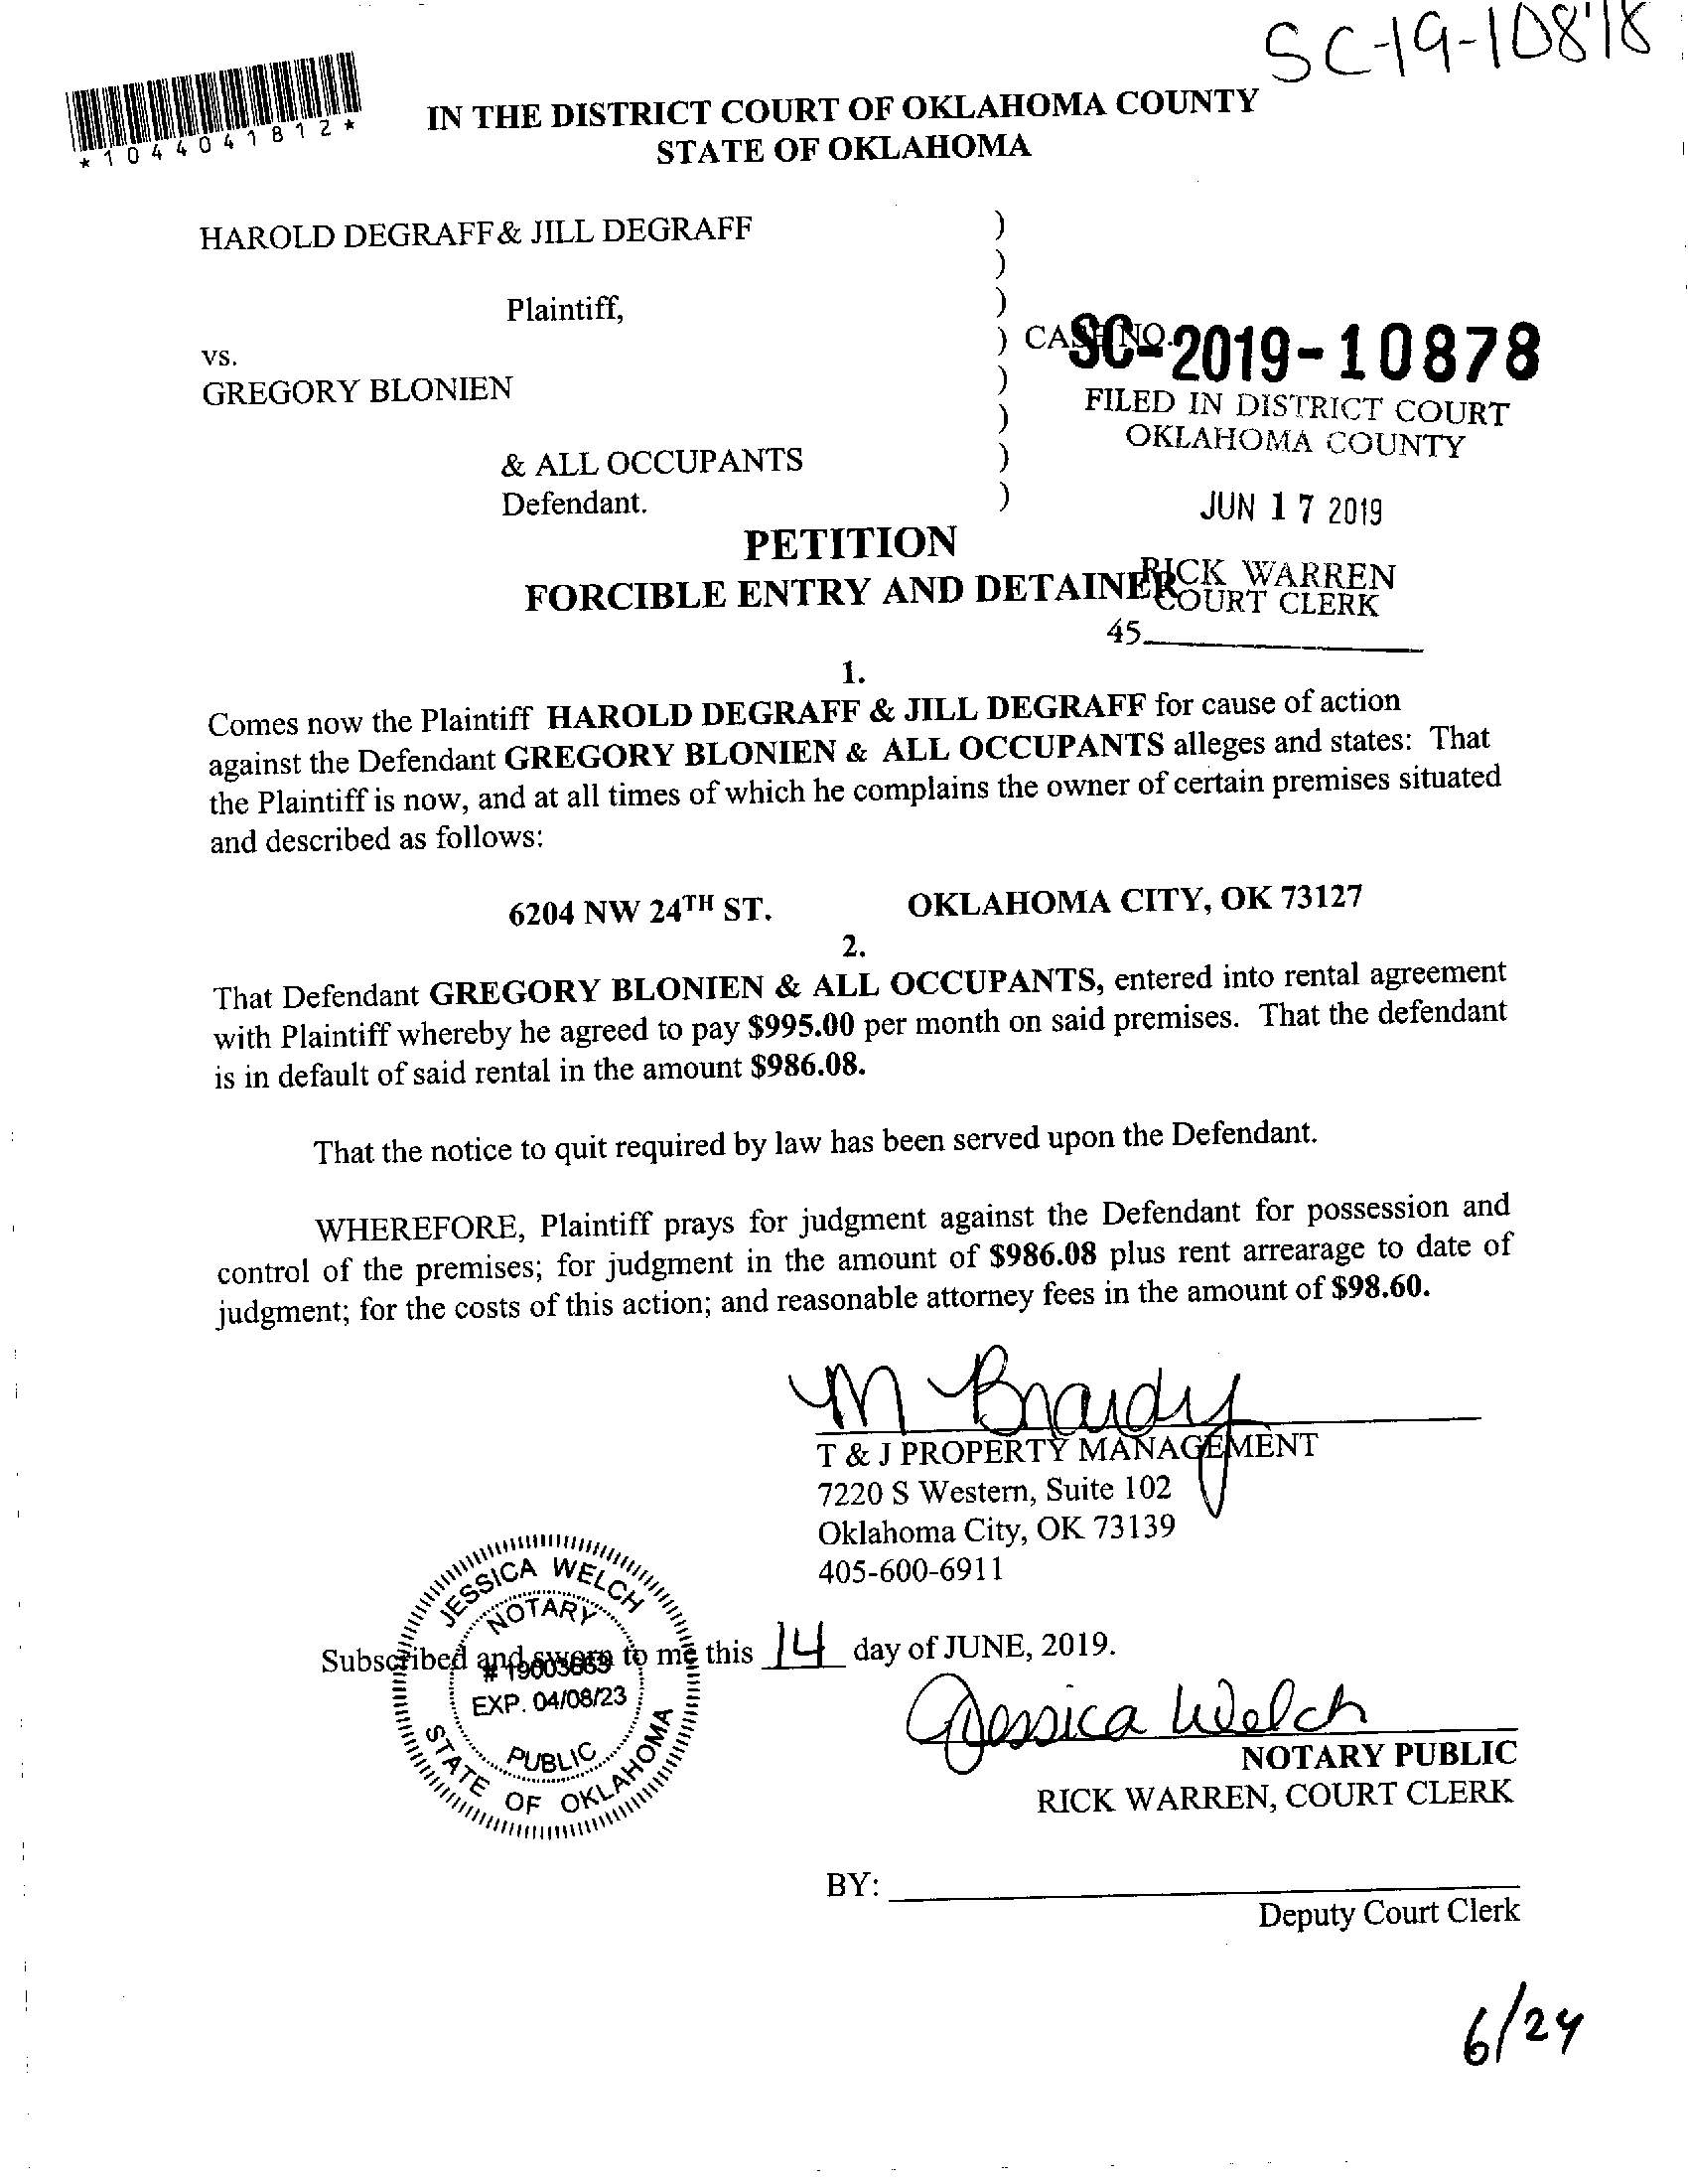 SC-19-10878
*1044041812*
IN THE DISTRICT COURT OF OKLAHOMA COUNTY
STATE OF OKLAHOMA
HAROLD DEGRAFF & JILL DEGRAFF )
)
Plaintiff, )
) CASE NO. SC-2019-10878
vs.
GREGORY BLONIEN )
FILED IN DISTRICT COURT
)
OKLAHOMA COUNTY
& ALL OCCUPANTS )
Defendant. )
JUN 17 2019
PETITION
FORCIBLE ENTRY AND DETAINER
RICK WARREN
COURT CLERK
45
1.
Comes now the Plaintiff HAROLD DEGRAFF & JILL DEGRAFF for cause of action
against the Defendant GREGORY BLONIEN & ALL OCCUPANTS alleges and states: That
the Plaintiff is now, and at all times of which he complains the owner of certain premises situated
and described as follows:
6204 NW 24TH ST. OKLAHOMA CITY, OK 73127
2.
That Defendant GREGORY BLONIEN & ALL OCCUPANTS, entered into rental agreement
with Plaintiff whereby he agreed to pay $995.00 per month on said premises. That the defendant
is in default of said rental in the amount $986.08.
That the notice to quit required by law has been served upon the Defendant.
WHEREFORE, Plaintiff prays for judgment against the Defendant for possession and
control of the premises; for judgment in the amount of $986.08 plus rent arrearage to date of
judgment; for the costs of this action; and reasonable attorney fees in the amount of $98.60.
M Brardy
T & J PROPERTY MANAGEMENT
7220 S Western, Suite 102
Oklahoma City, OK 73139
405-600-6911
JESSICA WELCH
NOTARY
Subscribed and sworn to me this 14 day of JUNE, 2019.
EXP. 04/08/23
PUBLIC
STATE OF OKLAHOMA
Jessica Welch
NOTARY PUBLIC
RICK WARREN, COURT CLERK
BY:
Deputy Court Clerk
6/24